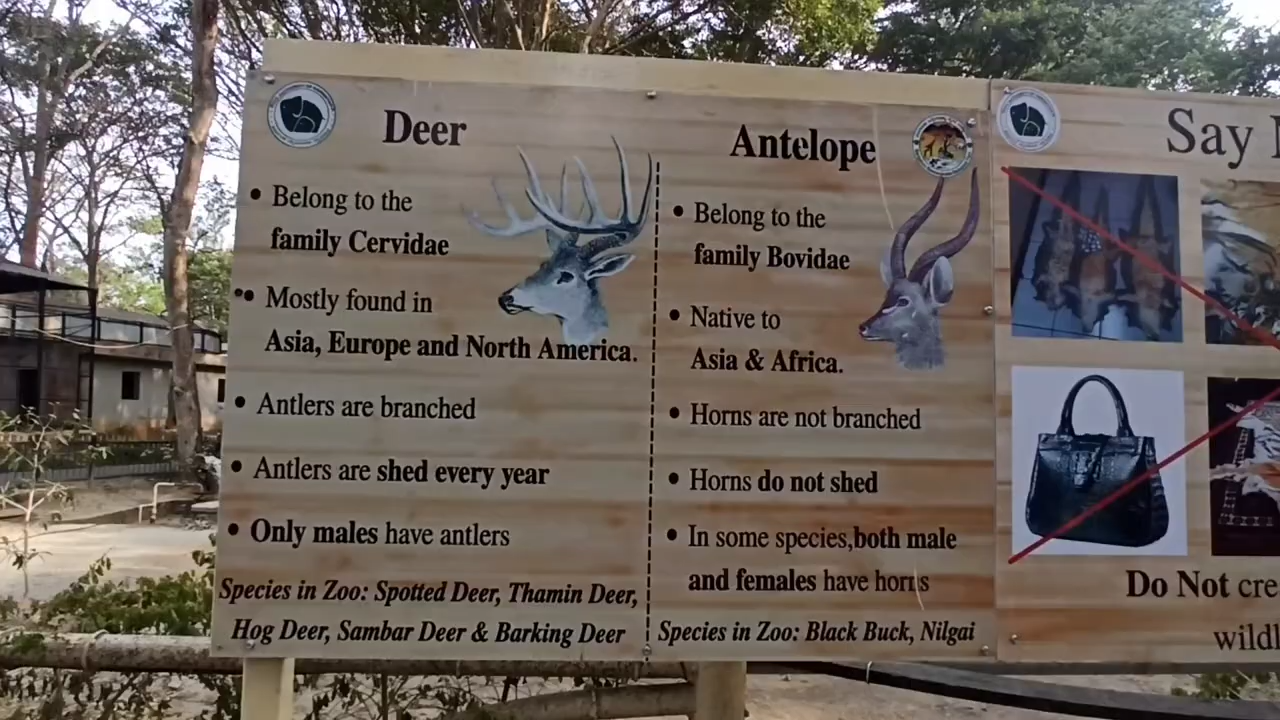 Deer
• Belong to the
family Cervidae
•• Mostly found in
Asia, Europe and North America.
• Antlers are branched
• Antlers are shed every year
• Only males have antlers
Species in Zoo: Spotted Deer, Thamin Deer,
Hog Deer, Sambar Deer & Barking Deer
Antelope
• Belong to the
family Bovidae
• Native to
Asia & Africa.
• Horns are not branched
• Horns do not shed
• In some species,both male
and females have horns
Species in Zoo: Black Buck, Nilgai
Say
Do Not cre
wildl